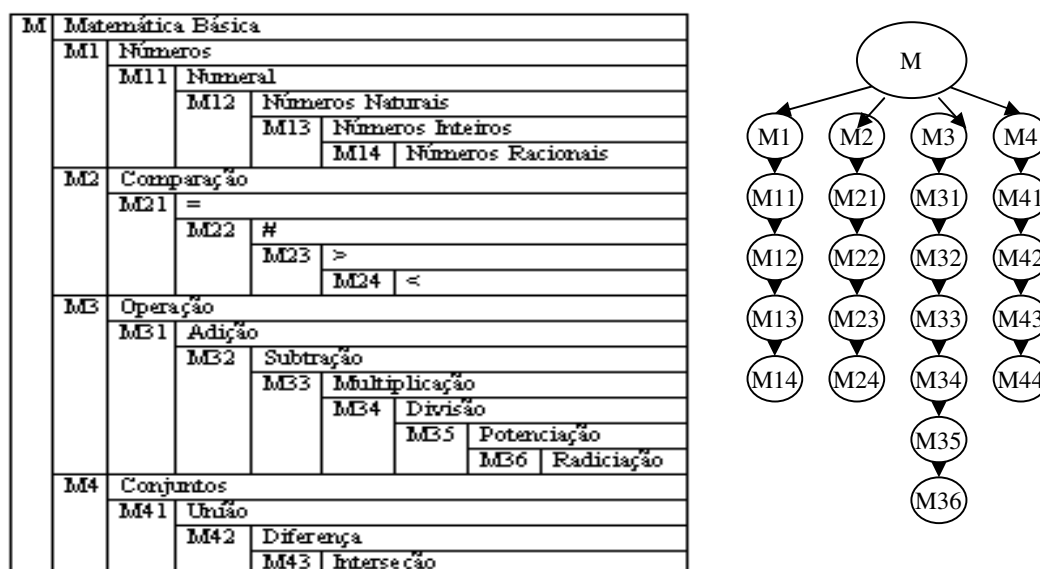 M Matemática Básica
M1 Números
M11 Numeral
M12 Números Naturais
M13 Números Inteiros
M14 Números Racionais
M2 Comparação
M21 =
M22 #
M23 >
M24 <
M3 Operação
M31 Adição
M32 Subtração
M33 Multiplicação
M34 Divisão
M35 Potenciação
M36 Radiciação
M4 Conjuntos
M41 União
M42 Diferença
M43 Interseção
M
M1 M2 M3 M4
M11 M21 M31 M41
M12 M22 M32 M42
M13 M23 M33 M43
M14 M24 M34 M44
M35
M36